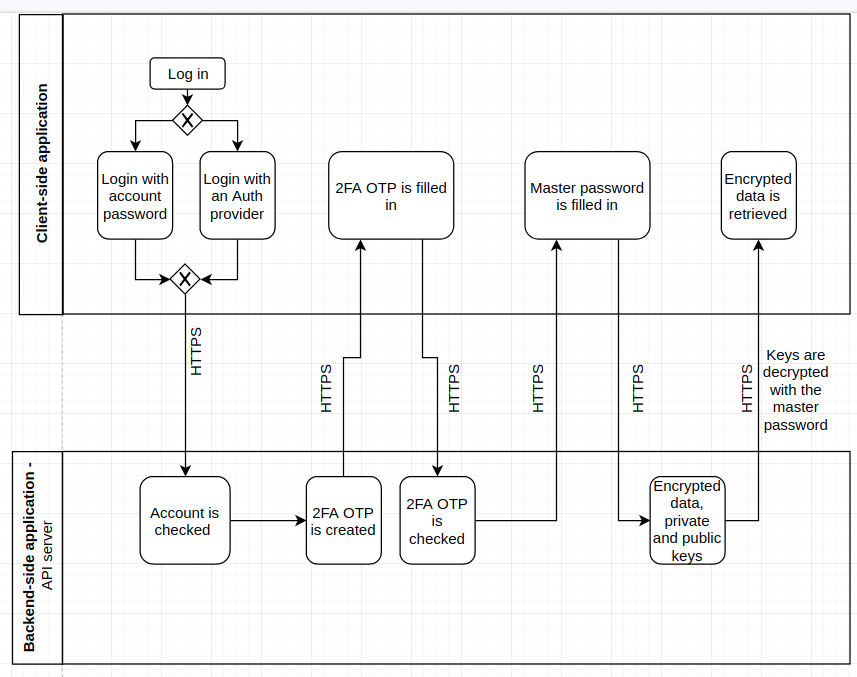 Client-side application
Log in
X
Login with
account
password
Login with
an Auth
provider
X
2FA OTP is filled
in
Master password
is filled in
Encrypted
data is
retrieved
HTTPS
HTTPS
HTTPS
HTTPS
HTTPS
HTTPS
Keys are
decrypted
with the
master
password
Backend-side application -
API server
Account is
checked
2FA OTP
is created
2FA OTP
is
checked
Encrypted
data,
private
and public
keys